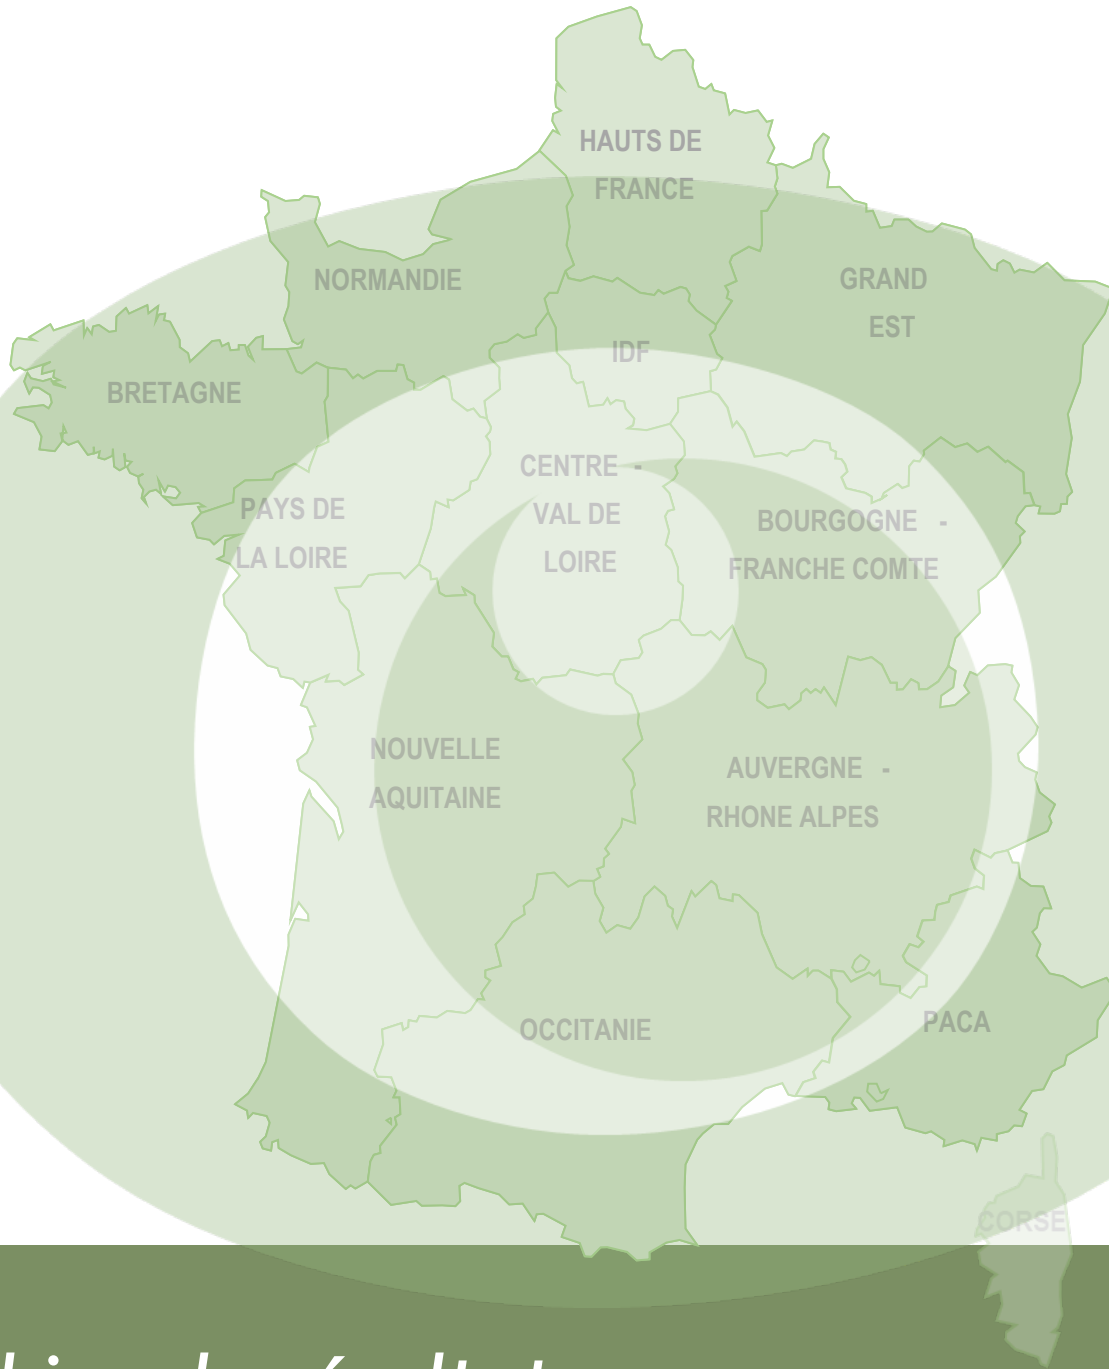 HAUTS DE
FRANCE
NORMANDIE
GRAND
EST
IDF
BRETAGNE
CENTRE -
VAL DE
LOIRE
PAYS DE
LA LOIRE
BOURGOGNE -
FRANCHE COMTE
NOUVELLE
AQUITAINE
AUVERGNE -
RHONE ALPES
OCCITANIE
PACA
CORSE